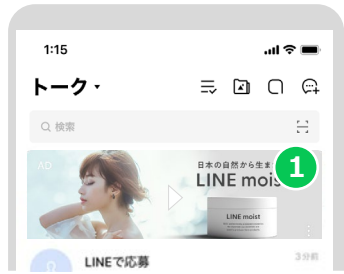 1:15
トーク
検索
AD
日本の自然から生ま
LINE mois
1
LINE moist
LINEで応募
3分前